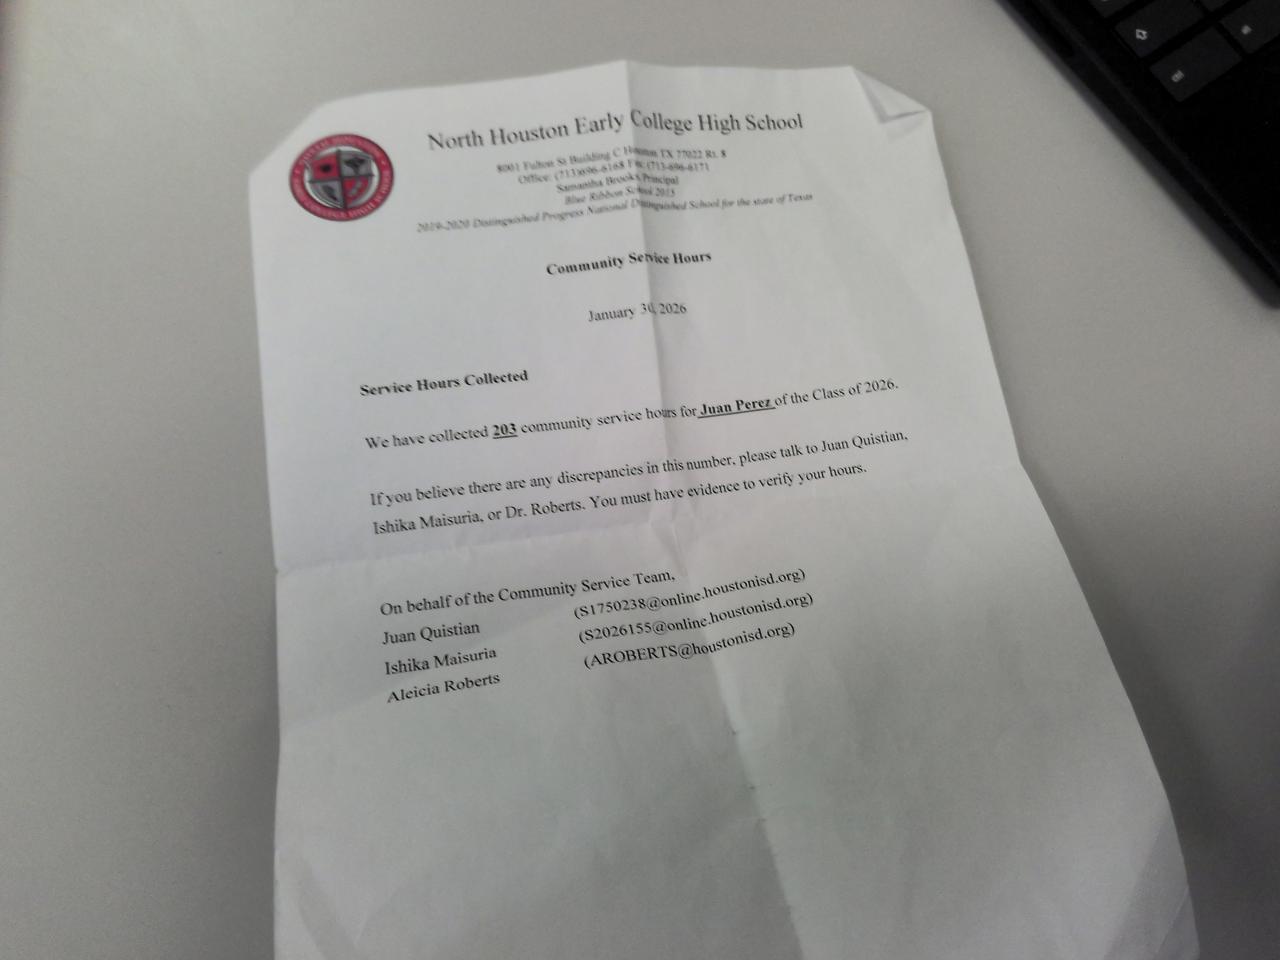 North Houston Early College High School
8001 Fulton St Building C Houston TX 77022 Rt. 8
Office: (713)696-6168 Fax (713-696-6171
Samantha Brooks Principal
Blue Ribbon School 2015
2019-2020 Distinguished Progress National Distinguished School for the state of Texas
Community Service Hours
January 30, 2026
Service Hours Collected
We have collected 203 community service hours for Juan Perez of the Class of 2026.
If you believe there are any discrepancies in this number, please talk to Juan Quistian,
Ishika Maisuria, or Dr. Roberts. You must have evidence to verify your hours.
On behalf of the Community Service Team,
Juan Quistian (S1750238@online.houstonisd.org)
Ishika Maisuria (S2026155@online.houstonisd.org)
Aleicia Roberts (AROBERTS@houstonisd.org)